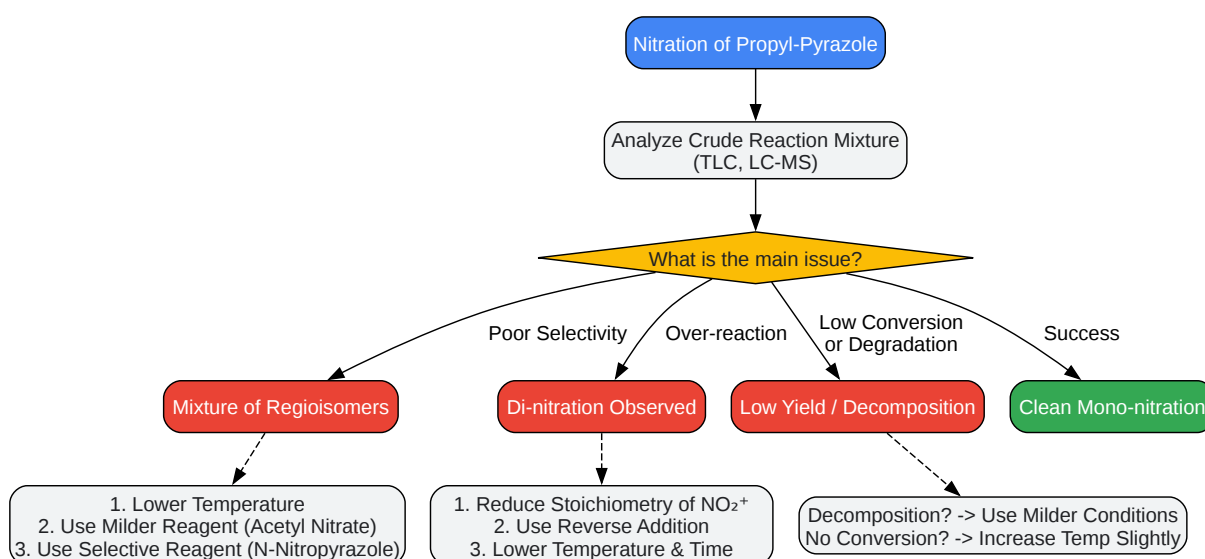 Nitration of Propyl-Pyrazole
Analyze Crude Reaction Mixture
(TLC, LC-MS)
What is the main issue?
Poor Selectivity
Over-reaction
Low Conversion
or Degradation
Success
Mixture of Regioisomers
Di-nitration Observed
Low Yield / Decomposition
Clean Mono-nitration
1. Lower Temperature
2. Use Milder Reagent (Acetyl Nitrate)
3. Use Selective Reagent (N-Nitropyrazole)
1. Reduce Stoichiometry of NO₂⁺
2. Use Reverse Addition
3. Lower Temperature & Time
Decomposition? -> Use Milder Conditions
No Conversion? -> Increase Temp Slightly